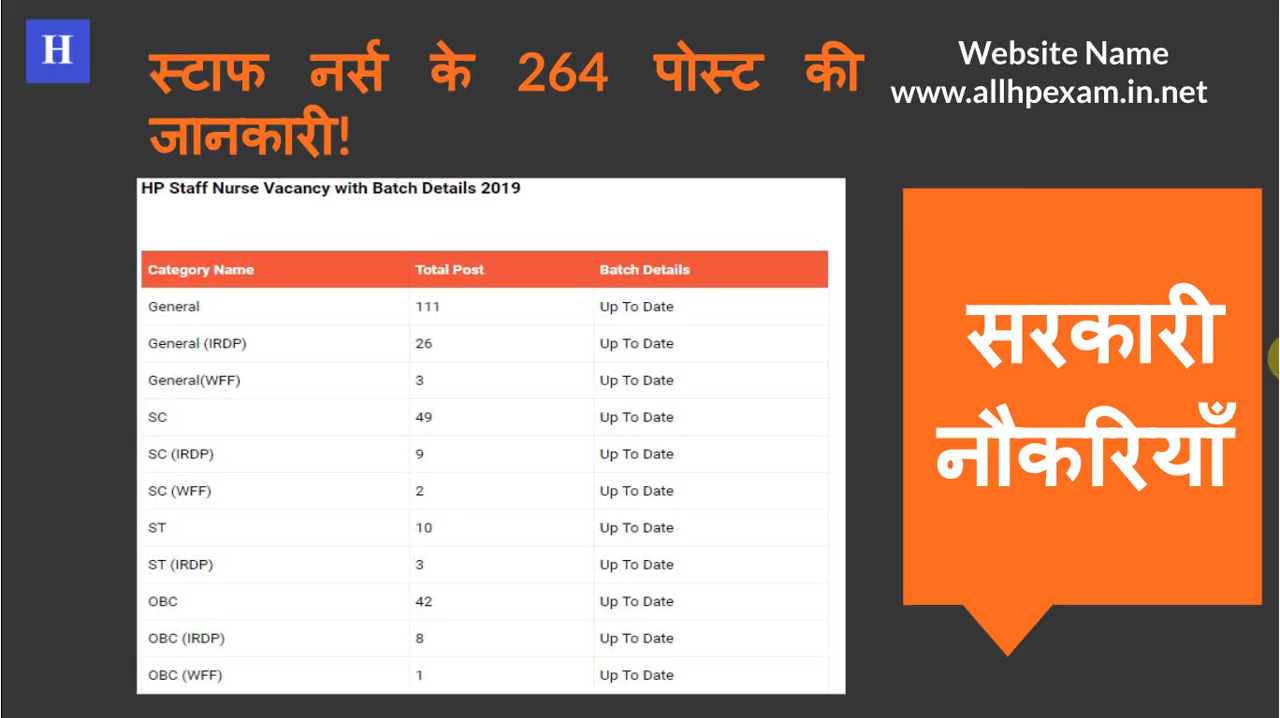 H
स्टाफ नर्स के 264 पोस्ट की
जानकारी!
Website Name
www.allhpexam.in.net
HP Staff Nurse Vacancy with Batch Details 2019
Category Name Total Post Batch Details
General 111 Up To Date
General (IRDP) 26 Up To Date
General(WFF) 3 Up To Date
SC 49 Up To Date
SC (IRDP) 9 Up To Date
SC (WFF) 2 Up To Date
ST 10 Up To Date
ST (IRDP) 3 Up To Date
OBC 42 Up To Date
OBC (IRDP) 8 Up To Date
OBC (WFF) 1 Up To Date
सरकारी
नौकरियाँ